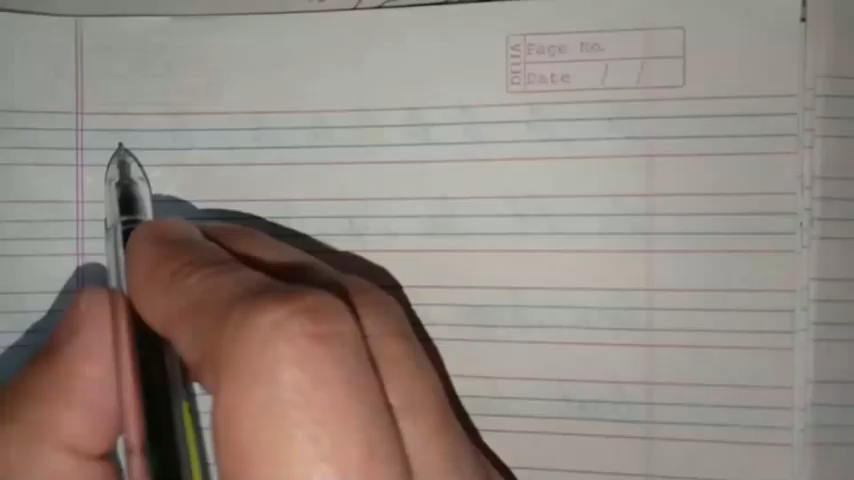 DELTA
Page No.
Date / /